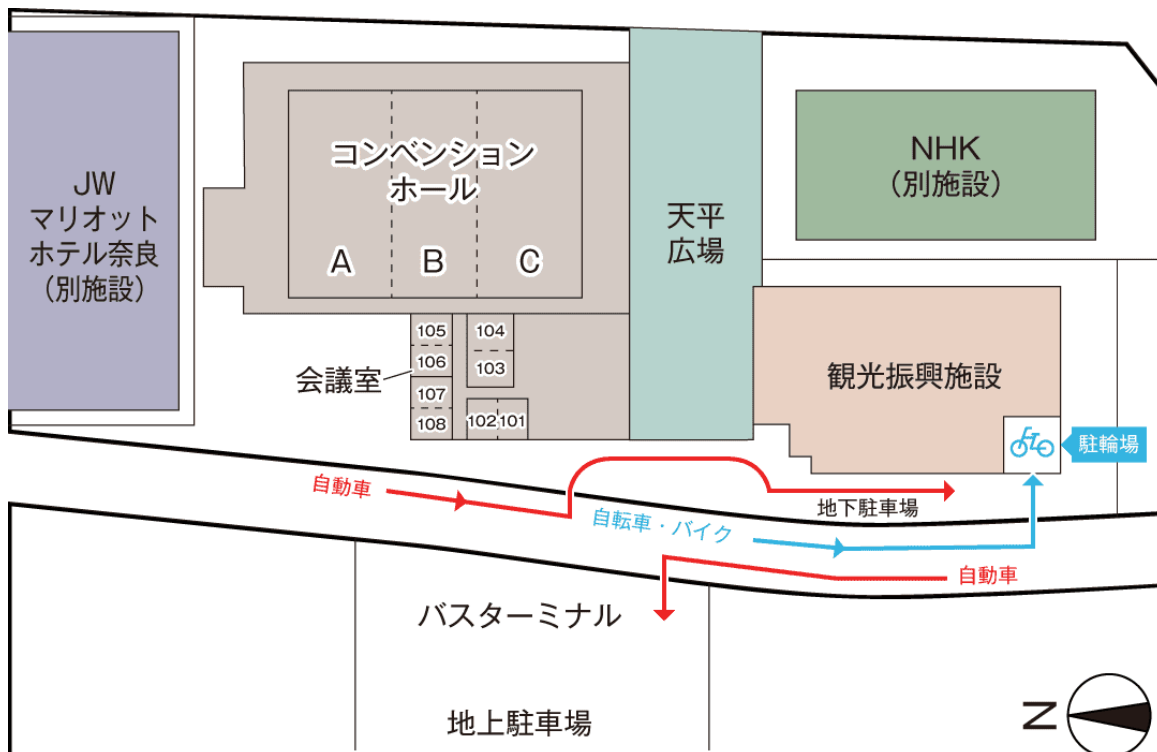 JW
マリオット
ホテル奈良
(別施設)
コンベンション
ホール
A
B
C
天平
広場
NHK
(別施設)
105
104
106
103
会議室
107
108
102
101
観光振興施設
駐輪場
自動車
地下駐車場
自転車・バイク
自動車
バスターミナル
地上駐車場
N